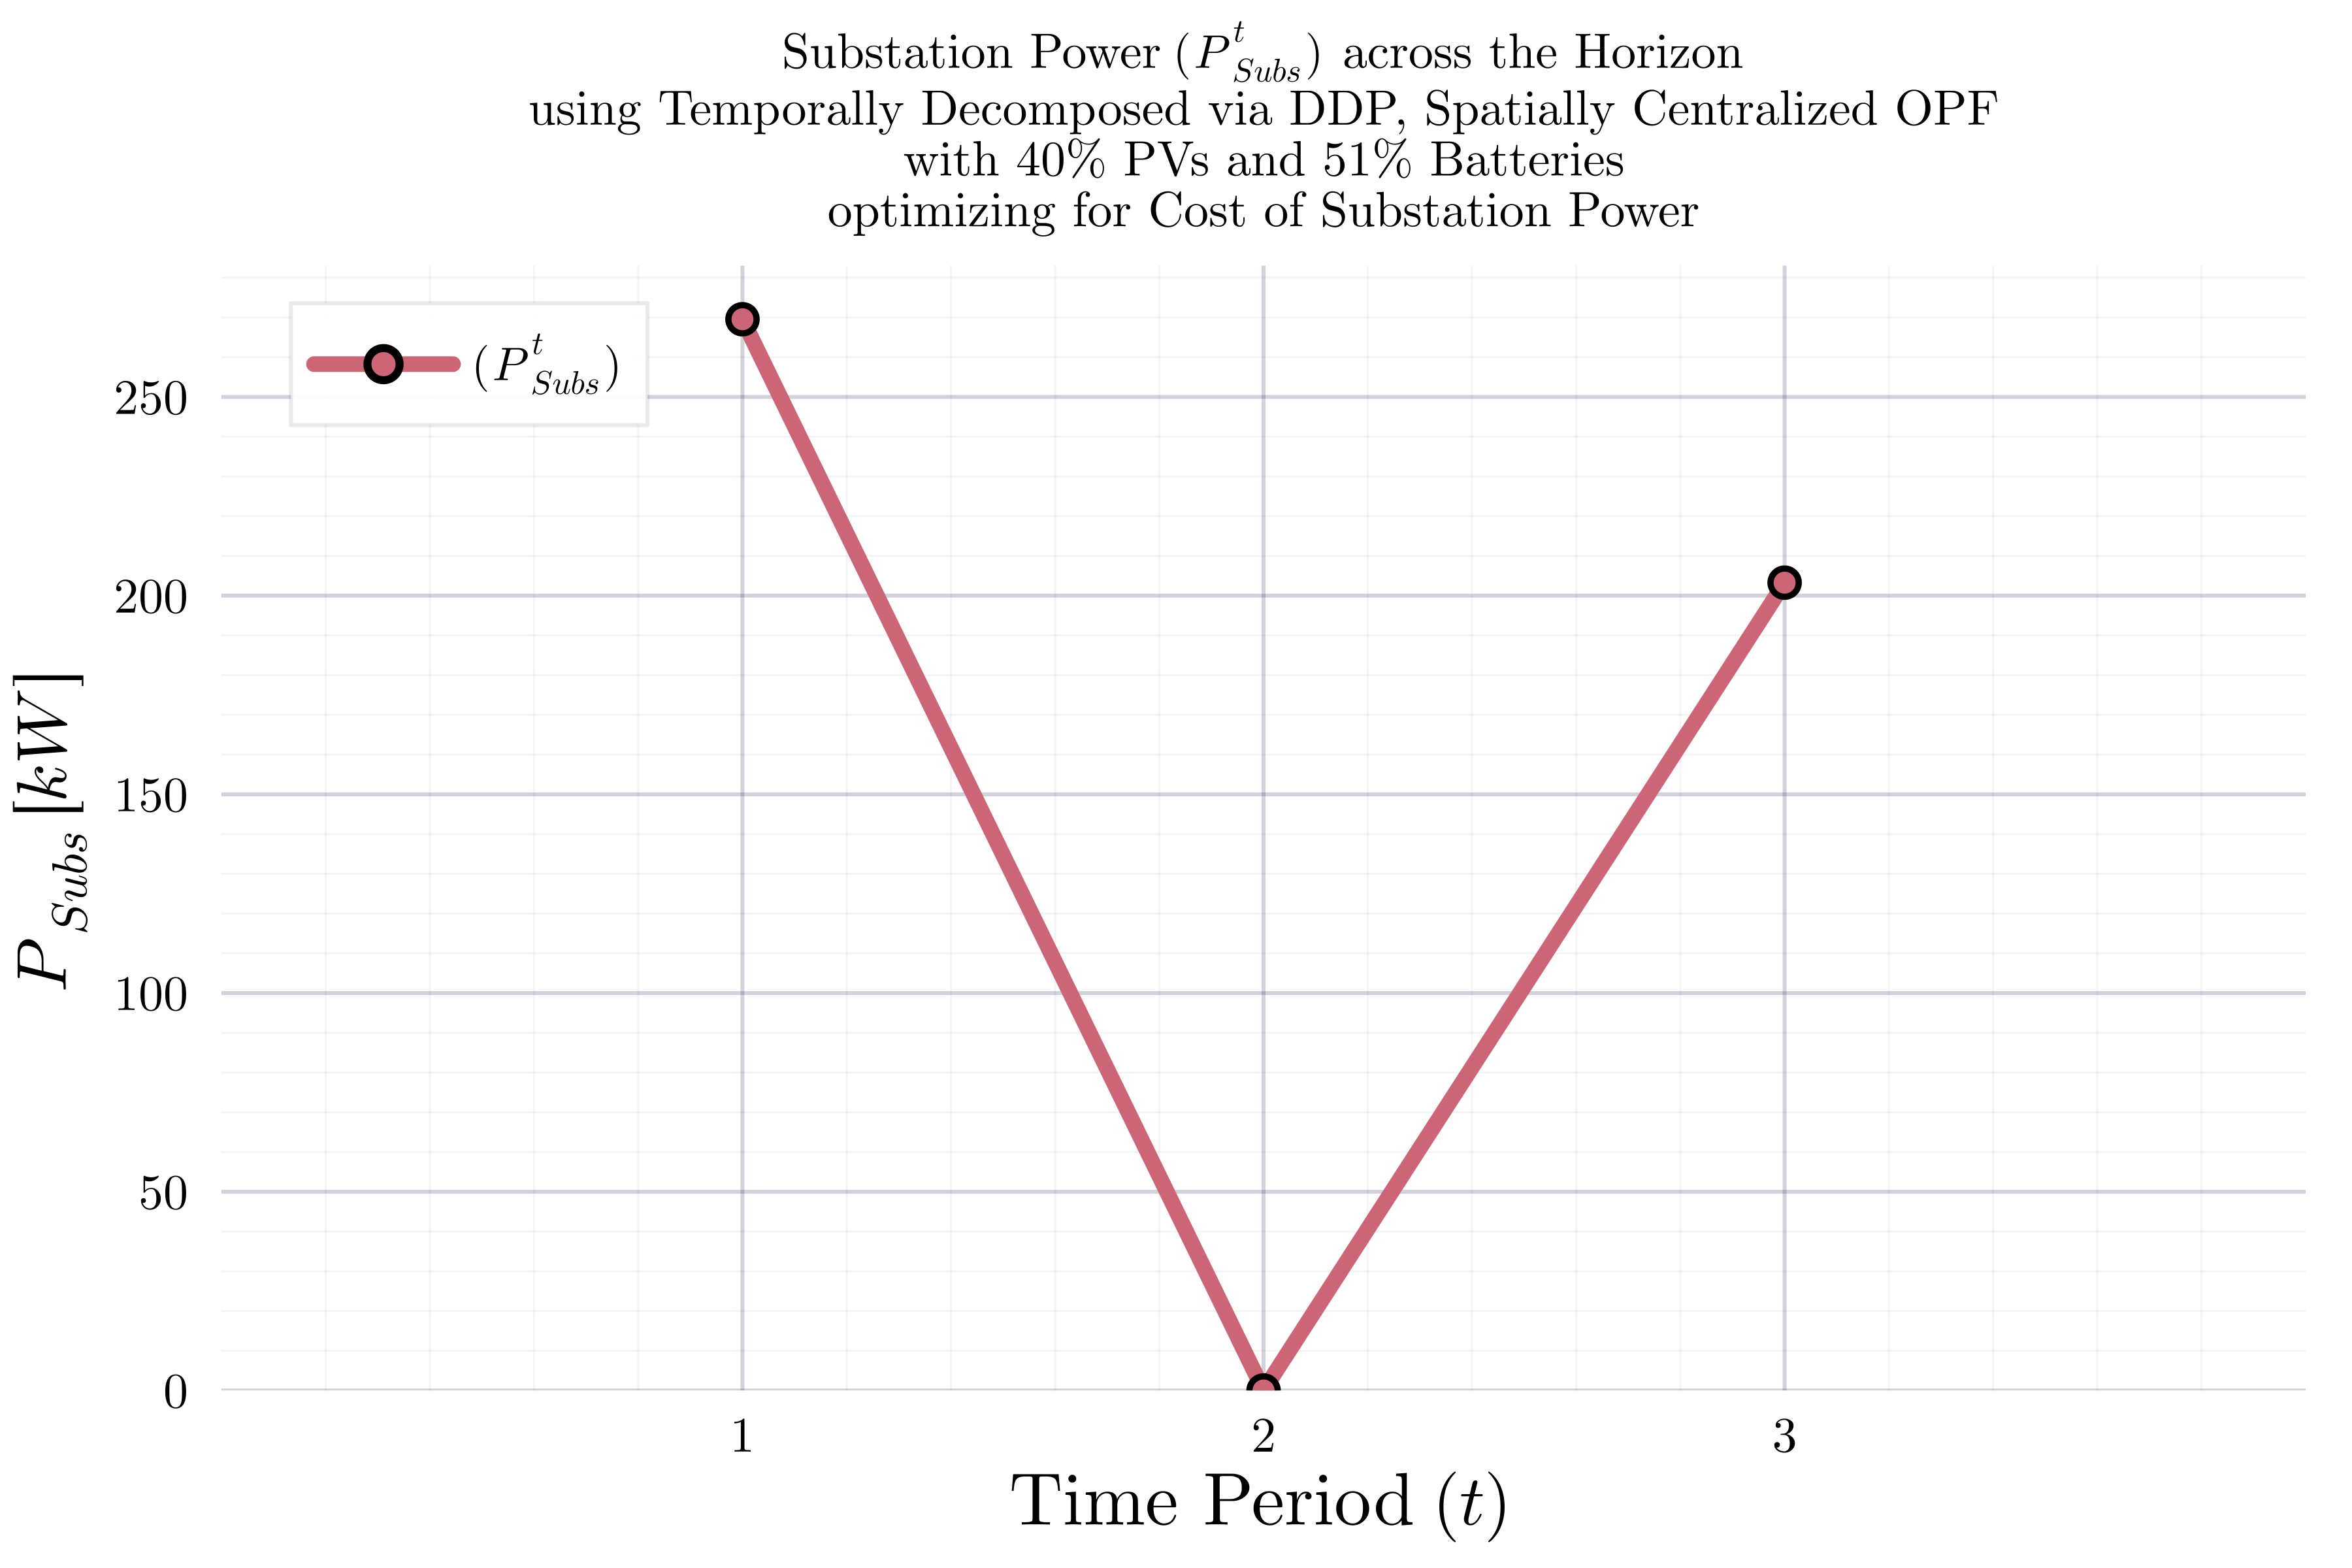 Substation Power (P^t_Subs) across the Horizon
using Temporally Decomposed via DDP, Spatially Centralized OPF
with 40% PVs and 51% Batteries
optimizing for Cost of Substation Power
(P^t_Subs)
250
200
150
100
50
0
P_Subs [kW]
1 2 3
Time Period (t)